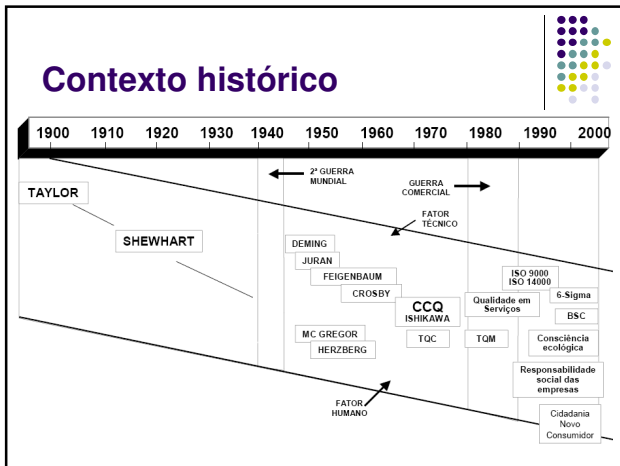 Contexto histórico
1900 1910 1920 1930 1940 1950 1960 1970 1980 1990 2000
2ª GUERRA
MUNDIAL
GUERRA
COMERCIAL
TAYLOR
FATOR
TÉCNICO
SHEWHART
DEMING
JURAN
FEIGENBAUM
CROSBY
CCQ
ISHIKAWA
ISO 9000
ISO 14000
Qualidade em
Serviços
6-Sigma
BSC
MC GREGOR
HERZBERG
TQC
TQM
Consciência
ecológica
Responsabilidade
social das
empresas
FATOR
HUMANO
Cidadania
Novo
Consumidor